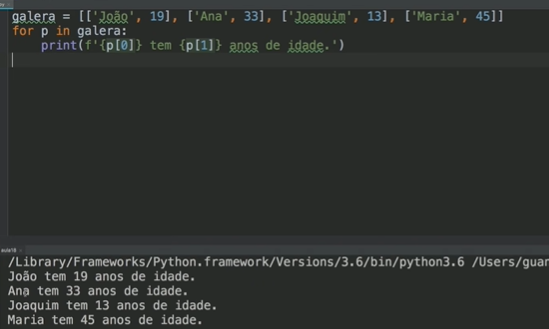 galera = [['João', 19], ['Ana', 33], ['Joaquim', 13], ['Maria', 45]]
for p in galera:
    print(f'{p[0]} tem {p[1]} anos de idade.')
aula18
/Library/Frameworks/Python.framework/Versions/3.6/bin/python3.6 /Users/guan
João tem 19 anos de idade.
Ana tem 33 anos de idade.
Joaquim tem 13 anos de idade.
Maria tem 45 anos de idade.